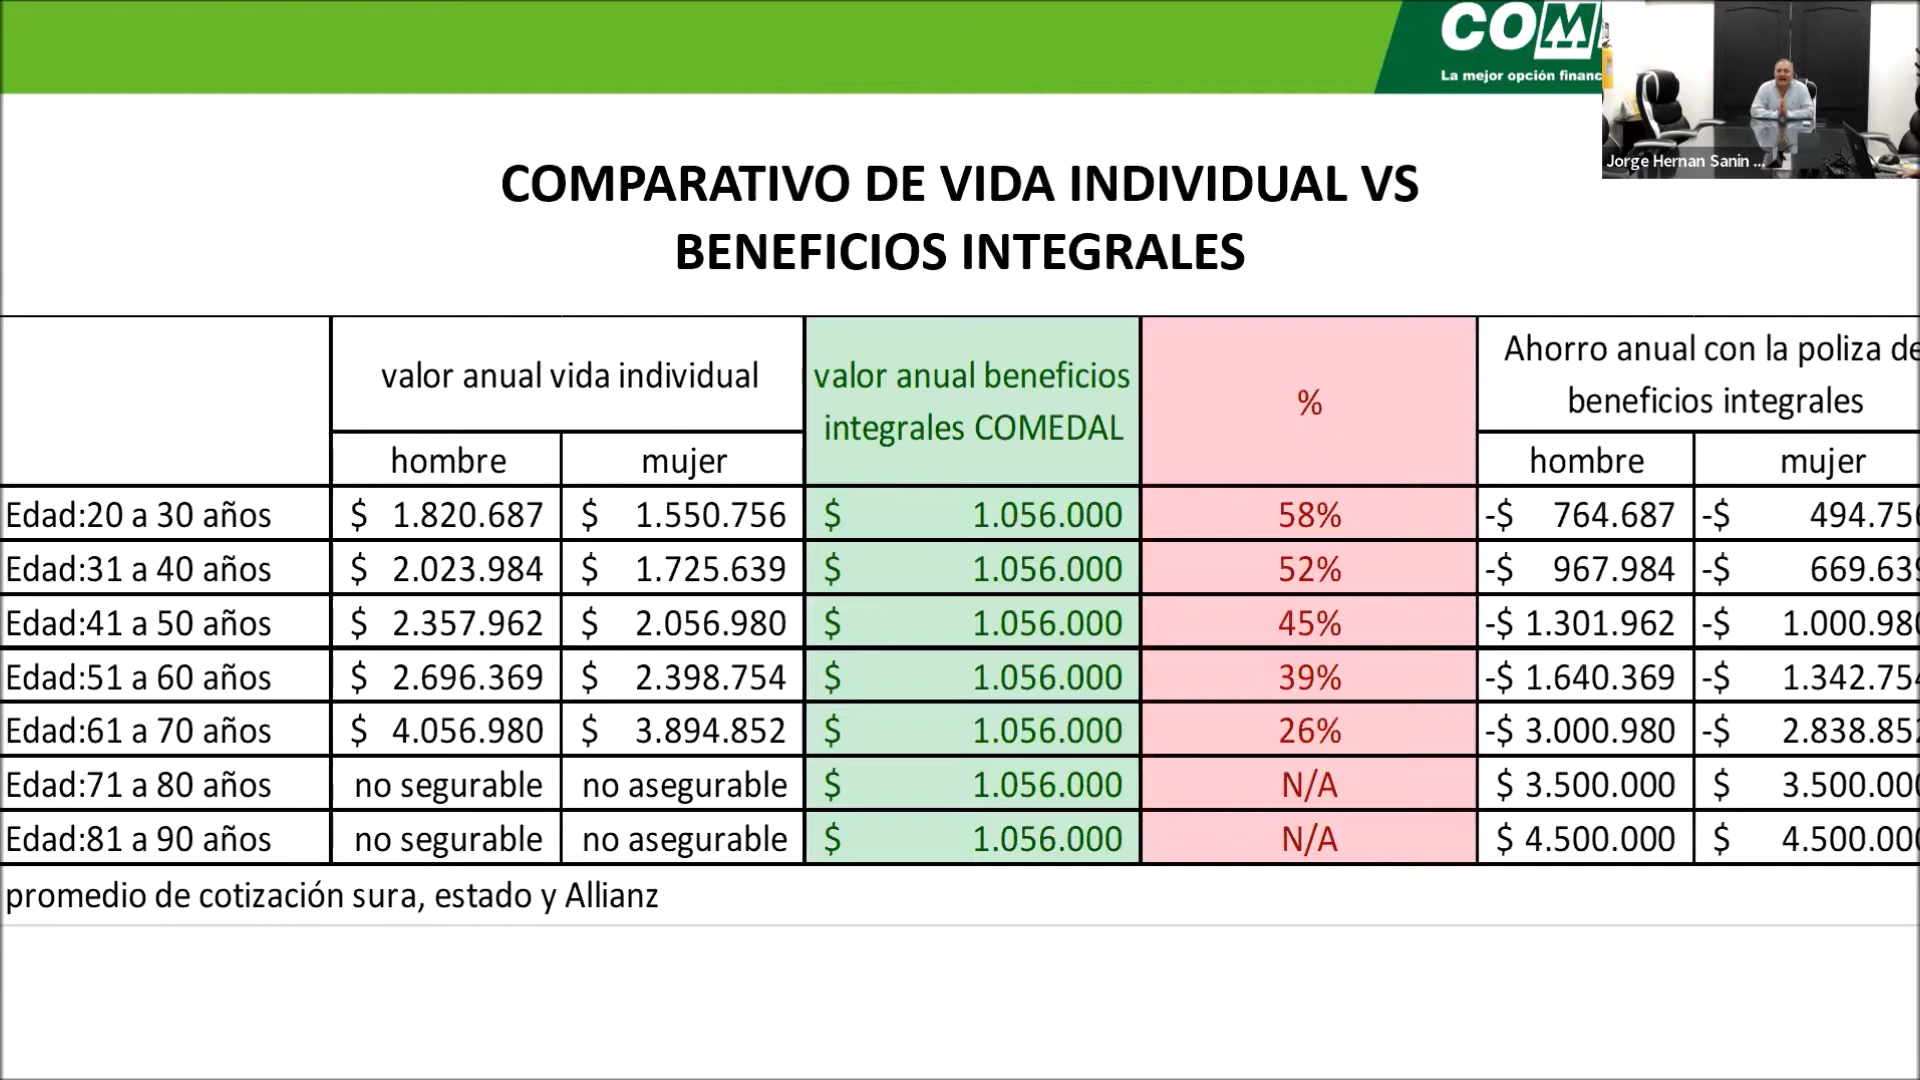 COM
La mejor opción financ
Jorge Hernan Sanin ...
COMPARATIVO DE VIDA INDIVIDUAL VS
BENEFICIOS INTEGRALES
valor anual vida individual
valor anual beneficios
integrales COMEDAL
%
Ahorro anual con la poliza de
beneficios integrales
hombre mujer hombre mujer
Edad:20 a 30 años $ 1.820.687 $ 1.550.756 $ 1.056.000 58% -$ 764.687 -$ 494.756
Edad:31 a 40 años $ 2.023.984 $ 1.725.639 $ 1.056.000 52% -$ 967.984 -$ 669.639
Edad:41 a 50 años $ 2.357.962 $ 2.056.980 $ 1.056.000 45% -$ 1.301.962 -$ 1.000.980
Edad:51 a 60 años $ 2.696.369 $ 2.398.754 $ 1.056.000 39% -$ 1.640.369 -$ 1.342.754
Edad:61 a 70 años $ 4.056.980 $ 3.894.852 $ 1.056.000 26% -$ 3.000.980 -$ 2.838.852
Edad:71 a 80 años no segurable no asegurable $ 1.056.000 N/A $ 3.500.000 $ 3.500.000
Edad:81 a 90 años no segurable no asegurable $ 1.056.000 N/A $ 4.500.000 $ 4.500.000
promedio de cotización sura, estado y Allianz